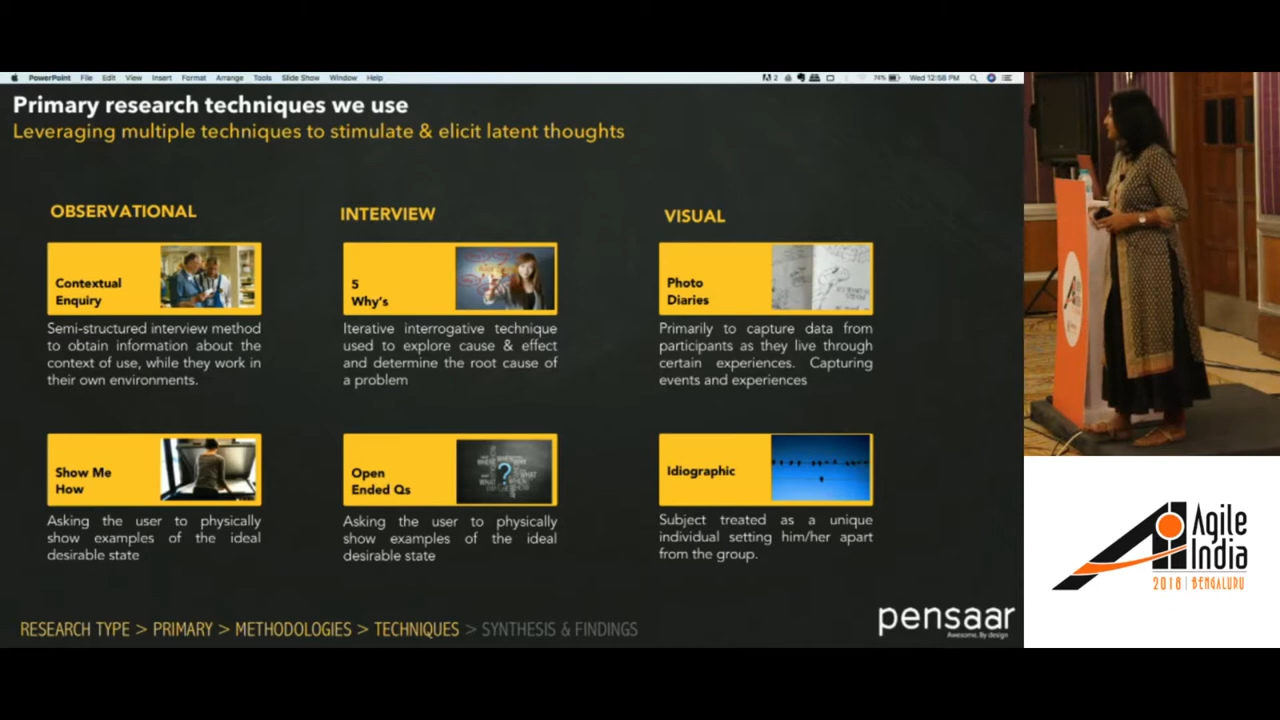 PowerPoint File Edit View Insert Format Arrange Tools Slide Show Window Help
2 74% Wed 12:58 PM
Primary research techniques we use
Leveraging multiple techniques to stimulate & elicit latent thoughts
OBSERVATIONAL
Contextual
Enquiry
Semi-structured interview method
to obtain information about the
context of use, while they work in
their own environments.
Show Me
How
Asking the user to physically
show examples of the ideal
desirable state
INTERVIEW
5
Why's
Iterative interrogative technique
used to explore cause & effect
and determine the root cause of
a problem
Open
Ended Qs
?
Asking the user to physically
show examples of the ideal
desirable state
VISUAL
Photo
Diaries
Primarily to capture data from
participants as they live through
certain experiences. Capturing
events and experiences
Idiographic
Subject treated as a unique
individual setting him/her apart
from the group.
RESEARCH TYPE > PRIMARY > METHODOLOGIES > TECHNIQUES > SYNTHESIS & FINDINGS
pensaar
Awesome. By design
Agile
India
2018 | BENGALURU